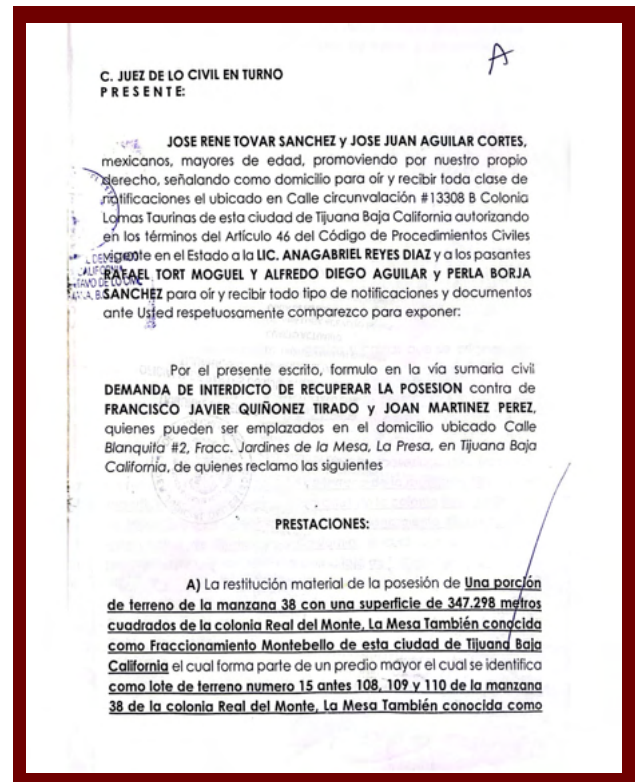 A
C. JUEZ DE LO CIVIL EN TURNO
P R E S E N T E:
JOSE RENE TOVAR SANCHEZ y JOSE JUAN AGUILAR CORTES,
mexicanos, mayores de edad, promoviendo por nuestro propio
derecho, señalando como domicilio para oír y recibir toda clase de
notificaciones el ubicado en Calle circunvalación #13308 B Colonia
Lomas Taurinas de esta ciudad de Tijuana Baja California autorizando
en los términos del Artículo 46 del Código de Procedimientos Civiles
vigente en el Estado a la LIC. ANAGABRIEL REYES DIAZ y a los pasantes
RAFAEL TORT MOGUEL Y ALFREDO DIEGO AGUILAR y PERLA BORJA
SANCHEZ para oír y recibir todo tipo de notificaciones y documentos
ante Usted respetuosamente comparezco para exponer:
Por el presente escrito, formulo en la vía sumaria civil
DEMANDA DE INTERDICTO DE RECUPERAR LA POSESION contra de
FRANCISCO JAVIER QUIÑONEZ TIRADO y JOAN MARTINEZ PEREZ,
quienes pueden ser emplazados en el domicilio ubicado Calle
Blanquita #2, Fracc. Jardines de la Mesa, La Presa, en Tijuana Baja
California, de quienes reclamo las siguientes
PRESTACIONES:
A) La restitución material de la posesión de Una porción
de terreno de la manzana 38 con una superficie de 347.298 metros
cuadrados de la colonia Real del Monte, La Mesa También conocida
como Fraccionamiento Montebello de esta ciudad de Tijuana Baja
California el cual forma parte de un predio mayor el cual se identifica
como lote de terreno numero 15 antes 108, 109 y 110 de la manzana
38 de la colonia Real del Monte, La Mesa También conocida como